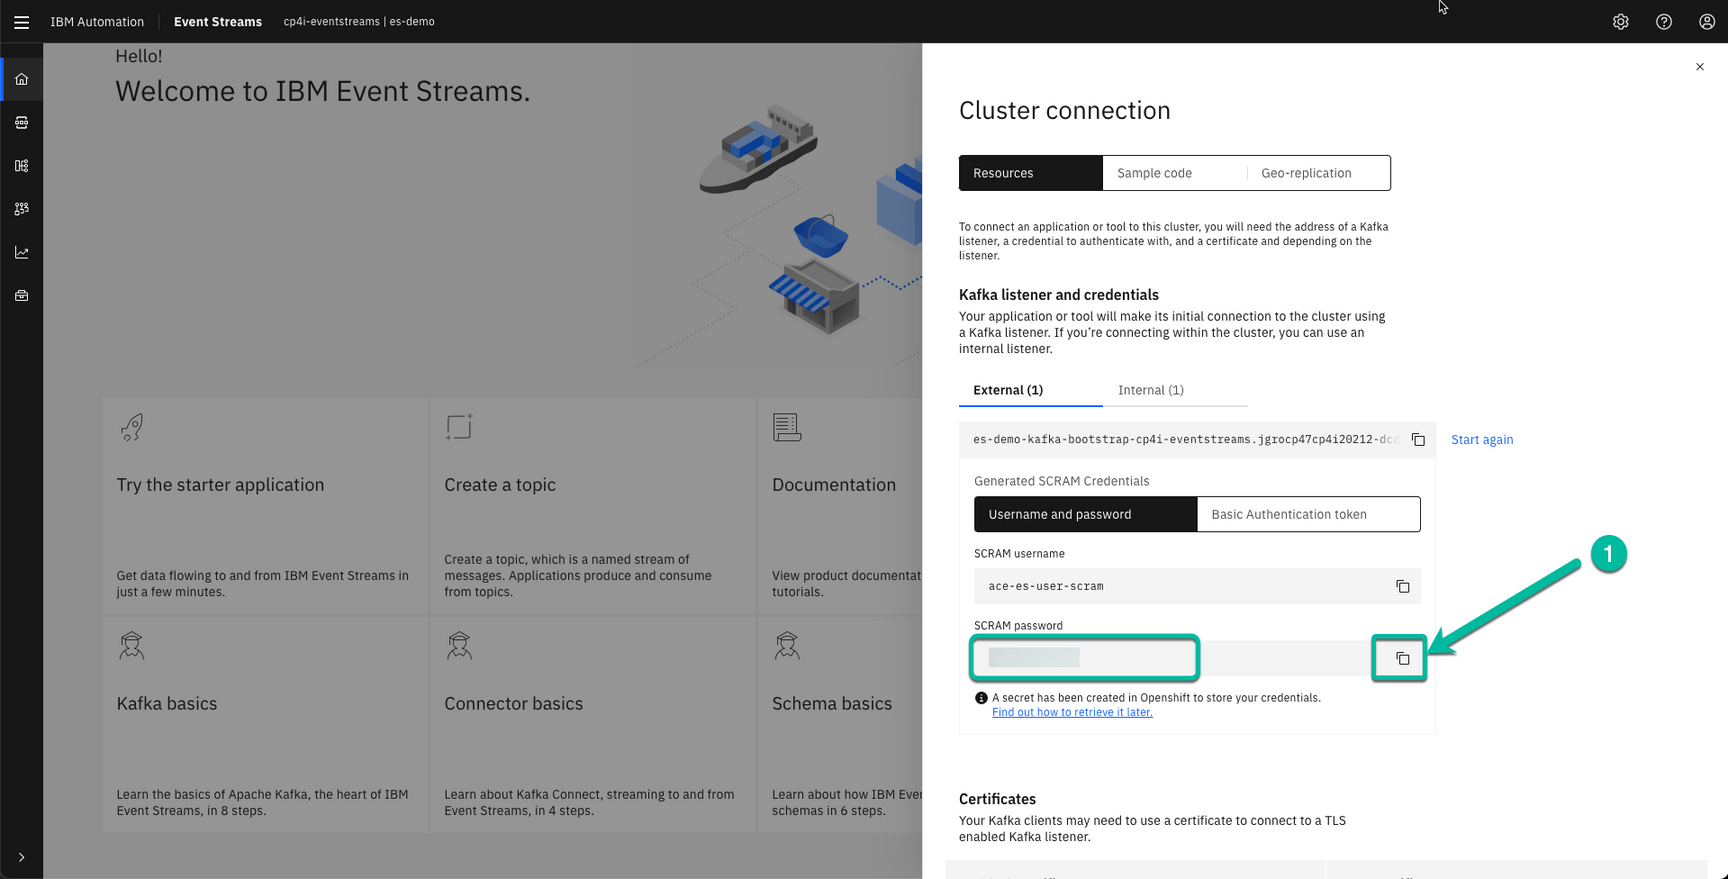 IBM Automation
Event Streams
cp4i-eventstreams | es-demo
Hello!
Welcome to IBM Event Streams.
Try the starter application
Get data flowing to and from IBM Event Streams in
just a few minutes.
Create a topic
Create a topic, which is a named stream of
messages. Applications produce and consume
from topics.
Documentation
View product documentat
tutorials.
Kafka basics
Learn the basics of Apache Kafka, the heart of IBM
Event Streams, in 8 steps.
Connector basics
Learn about Kafka Connect, streaming to and from
Event Streams, in 4 steps.
Schema basics
Learn about how IBM Eve
schemas in 6 steps.
Cluster connection
Resources
Sample code
Geo-replication
To connect an application or tool to this cluster, you will need the address of a Kafka
listener, a credential to authenticate with, and a certificate and depending on the
listener.
Kafka listener and credentials
Your application or tool will make its initial connection to the cluster using
a Kafka listener. If you're connecting within the cluster, you can use an
internal listener.
External (1)
Internal (1)
es-demo-kafka-bootstrap-cp4i-eventstreams.jgrocp47cp4i20212-dcd
Start again
Generated SCRAM Credentials
Username and password
Basic Authentication token
SCRAM username
ace-es-user-scram
1
SCRAM password
A secret has been created in Openshift to store your credentials.
Find out how to retrieve it later.
Certificates
Your Kafka clients may need to use a certificate to connect to a TLS
enabled Kafka listener.